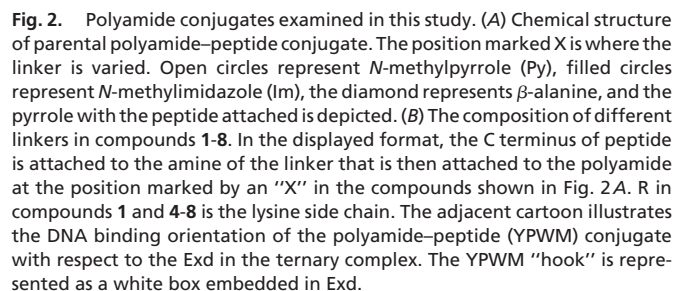 Fig. 2. Polyamide conjugates examined in this study. (A) Chemical structure
of parental polyamide–peptide conjugate. The position marked X is where the
linker is varied. Open circles represent N-methylpyrrole (Py), filled circles
represent N-methylimidazole (Im), the diamond represents β-alanine, and the
pyrrole with the peptide attached is depicted. (B) The composition of different
linkers in compounds 1-8. In the displayed format, the C terminus of peptide
is attached to the amine of the linker that is then attached to the polyamide
at the position marked by an ‘‘X’’ in the compounds shown in Fig. 2A. R in
compounds 1 and 4-8 is the lysine side chain. The adjacent cartoon illustrates
the DNA binding orientation of the polyamide–peptide (YPWM) conjugate
with respect to the Exd in the ternary complex. The YPWM ‘‘hook’’ is repre-
sented as a white box embedded in Exd.